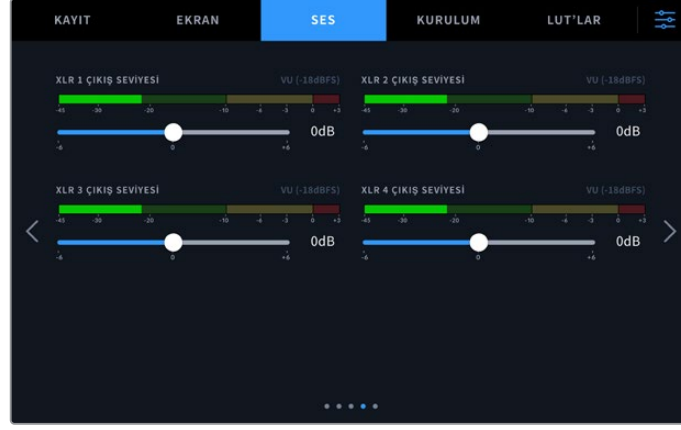 KAYIT EKRAN SES KURULUM LUT'LAR
XLR 1 ÇIKIŞ SEVİYESİ VU (-18dBFS) XLR 2 ÇIKIŞ SEVİYESİ VU (-18dBFS)
-45 -30 -20 -10 -6 -3 0 +3 -45 -30 -20 -10 -6 -3 0 +3
0dB 0dB
-6 0 +6 -6 0 +6
XLR 3 ÇIKIŞ SEVİYESİ VU (-18dBFS) XLR 4 ÇIKIŞ SEVİYESİ VU (-18dBFS)
-45 -30 -20 -10 -6 -3 0 +3 -45 -30 -20 -10 -6 -3 0 +3
0dB 0dB
-6 0 +6 -6 0 +6